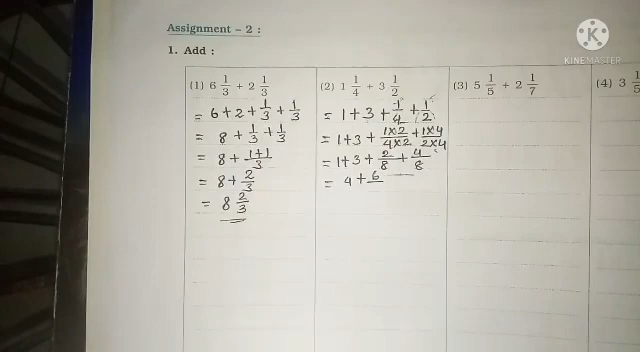 KINEMASTER
Assignment – 2 :
1. Add :
(1) 6 1/3 + 2 1/3
= 6+2+1/3+1/3
= 8 + 1/3 + 1/3
= 8 + 1+1/3
= 8 + 2/3
= 8 2/3
(2) 1 1/4 + 3 1/2
= 1+3+1/4+1/2
= 1+3+1×2/4×2+1×4/2×4
= 1+3+2/8+4/8
= 4+6/
(3) 5 1/5 + 2 1/7
(4) 3 1/5